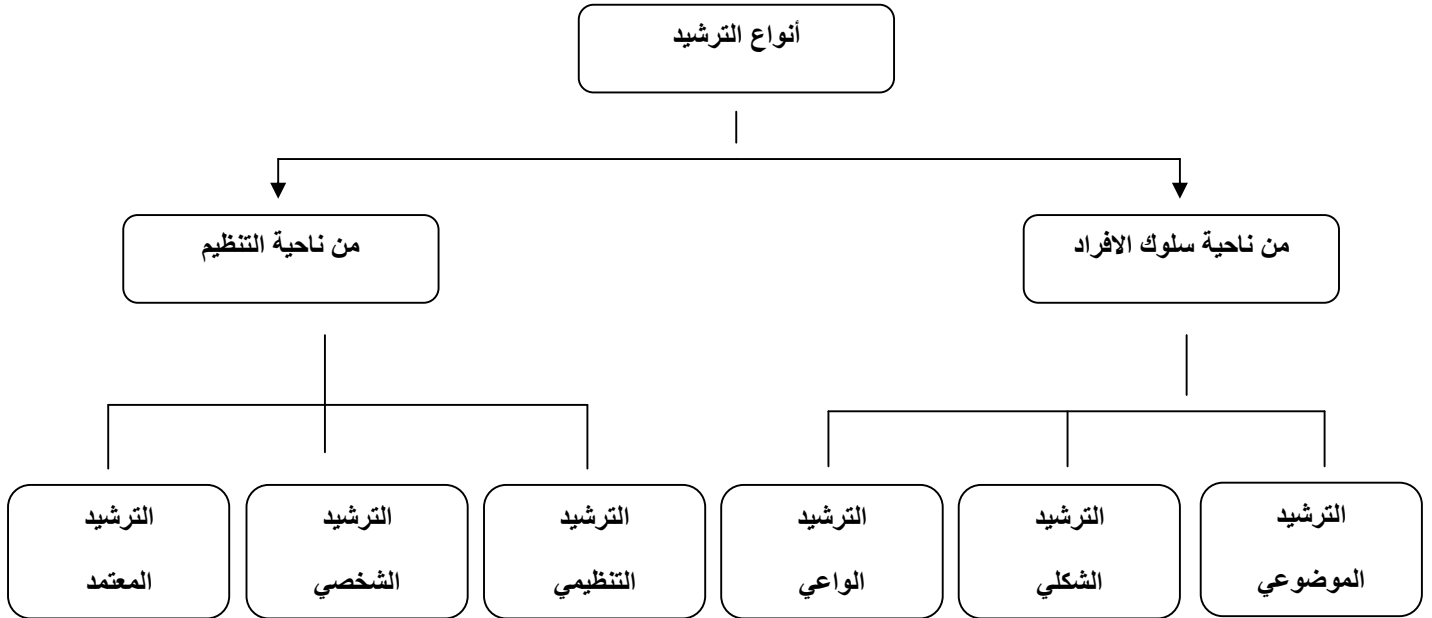 أنواع الترشيد
من ناحية سلوك الافراد
من ناحية التنظيم
الترشيد
الموضوعي
الترشيد
الشكلي
الترشيد
الواعي
الترشيد
التنظيمي
الترشيد
الشخصي
الترشيد
المعتمد